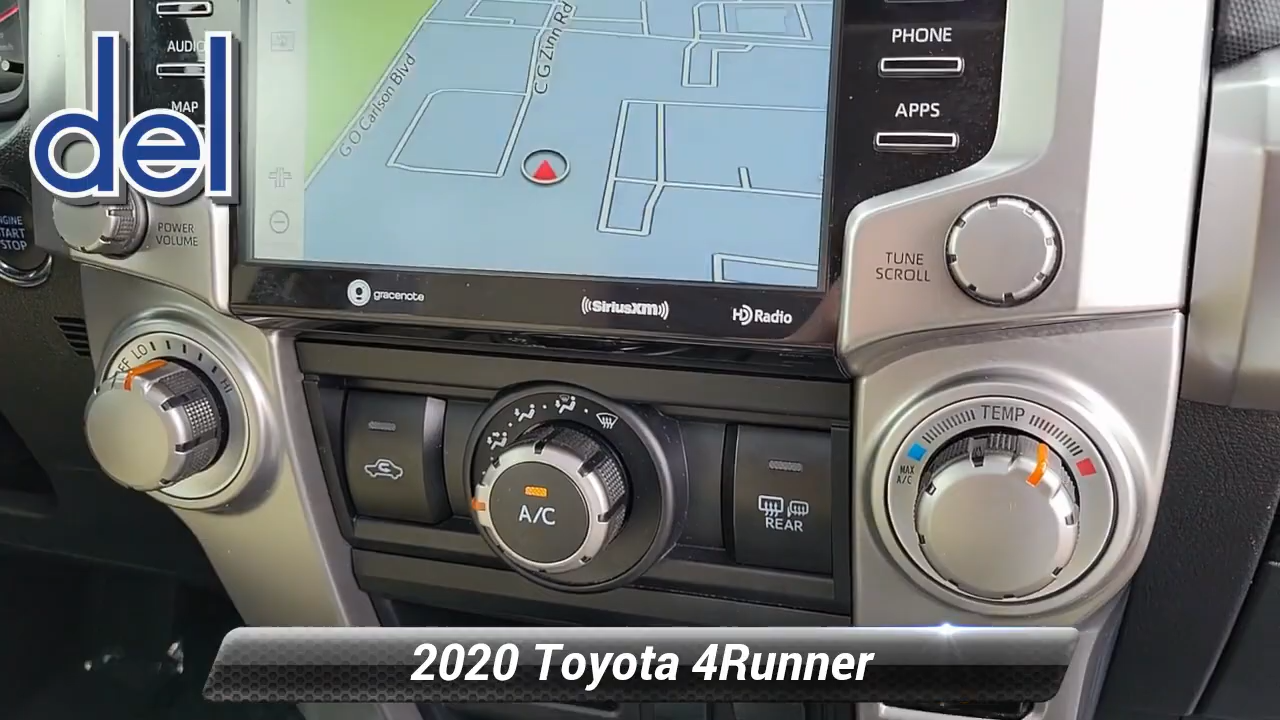 AUDIO
MAP
del
ENGINE
START
STOP
POWER
VOLUME
G O Carlson Blvd
C G Zinn Rd
PHONE
APPS
TUNE
SCROLL
gracenote
((SiriusXM))
HD Radio
LO
HI
A/C
REAR
TEMP
MAX
A/C
2020 Toyota 4Runner